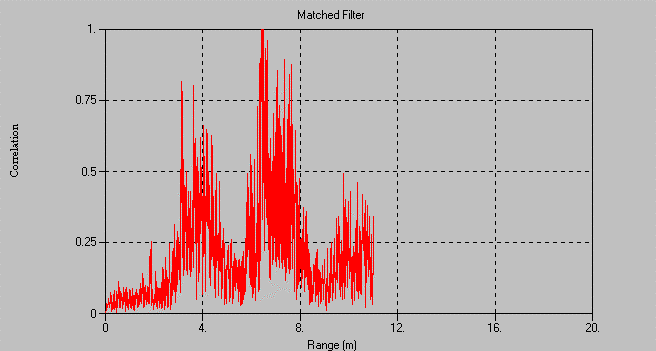 Matched Filter
1.
0.75
0.5
0.25
0
Correlation
0 4. 8. 12. 16. 20.
Range (m)